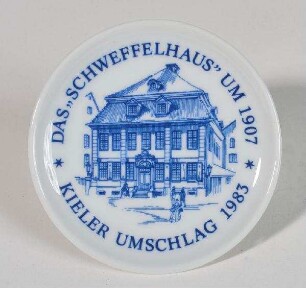 * DAS „SCHWEFFELHAUS” UM 1907 *
KIELER UMSCHLAG 1983